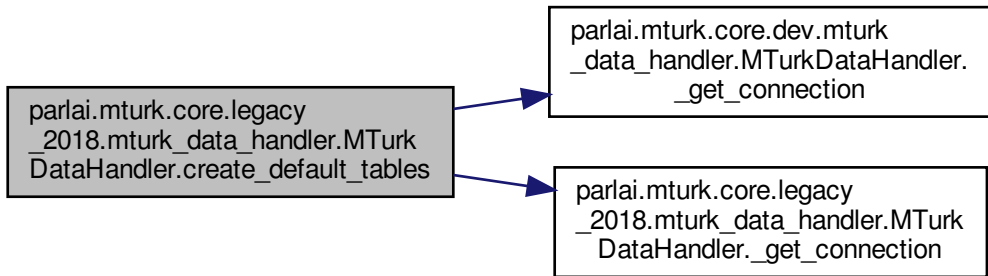 parlai.mturk.core.legacy
_2018.mturk_data_handler.MTurk
DataHandler.create_default_tables
parlai.mturk.core.dev.mturk
_data_handler.MTurkDataHandler.
_get_connection
parlai.mturk.core.legacy
_2018.mturk_data_handler.MTurk
DataHandler._get_connection